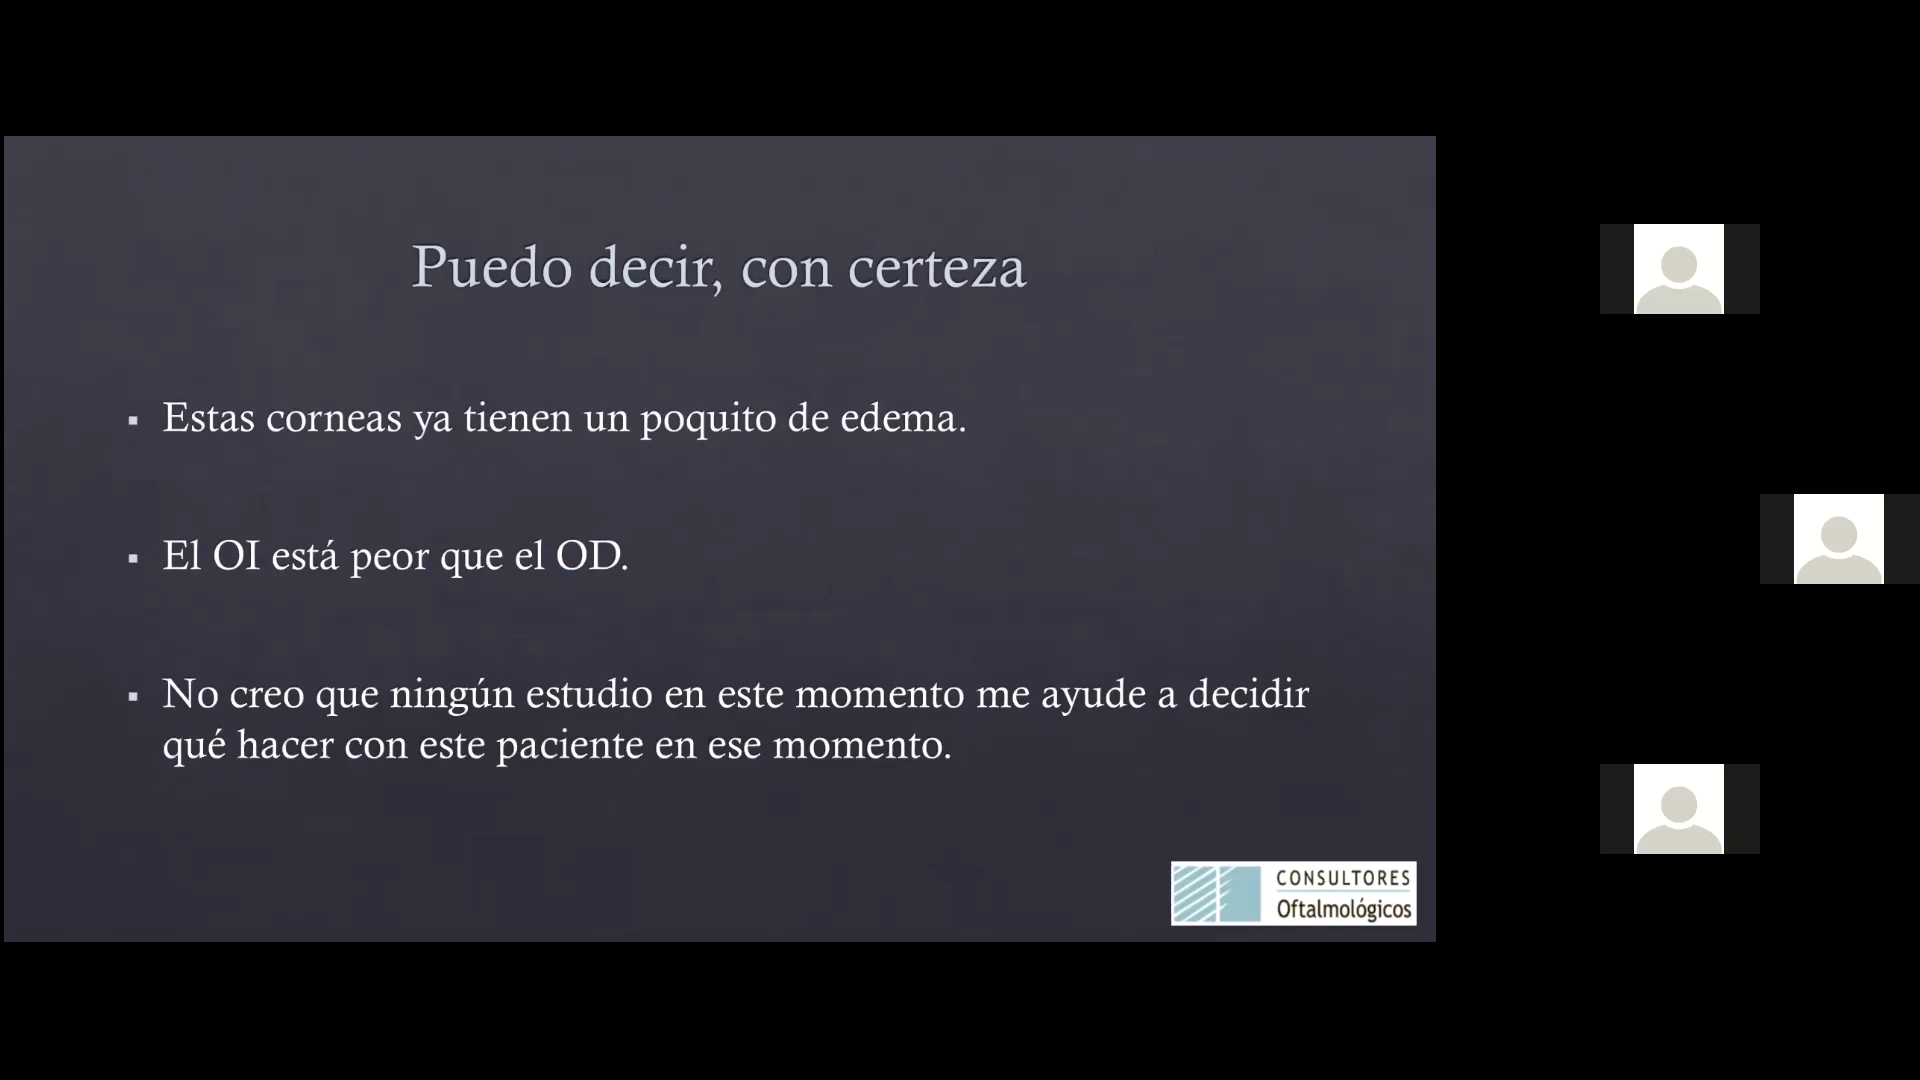 Puedo decir, con certeza
▪ Estas corneas ya tienen un poquito de edema.
▪ El OI está peor que el OD.
▪ No creo que ningún estudio en este momento me ayude a decidir
qué hacer con este paciente en ese momento.
CONSULTORES
Oftalmológicos